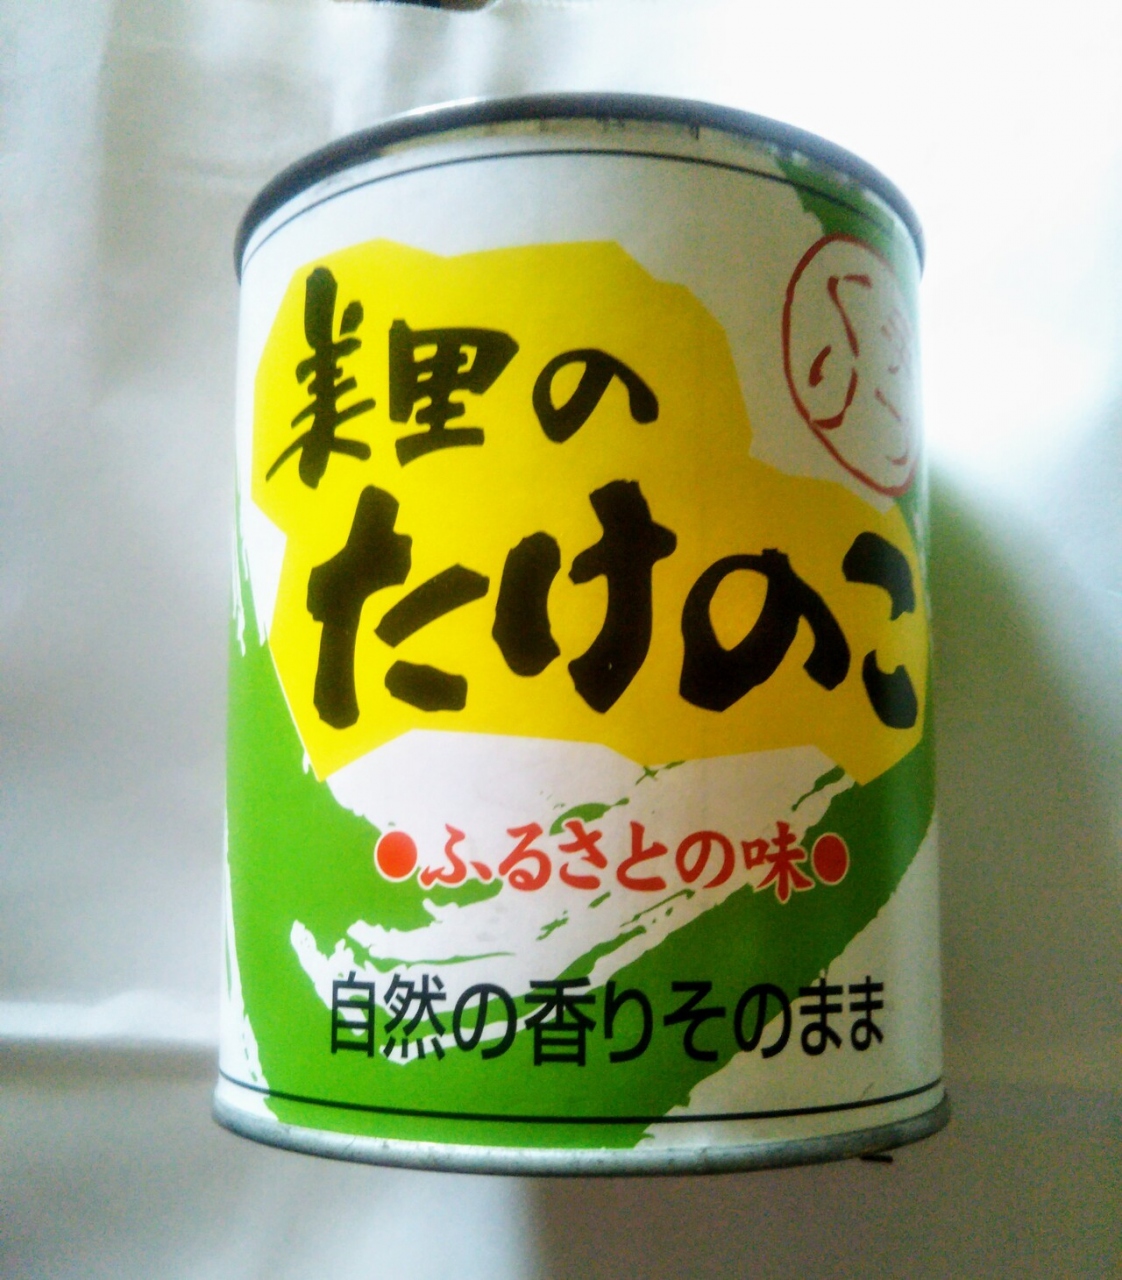 美里の
たけのこ
●ふるさとの味●
自然の香りそのまま